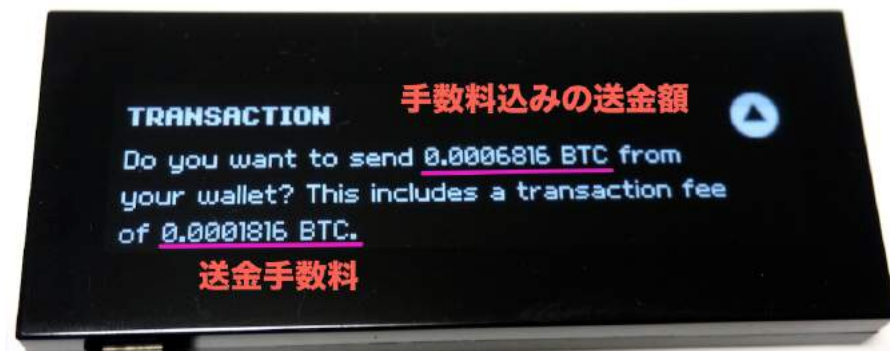 手数料込みの送金額
TRANSACTION
Do you want to send 0.0006816 BTC from
your wallet? This includes a transaction fee
of 0.0001816 BTC.
送金手数料